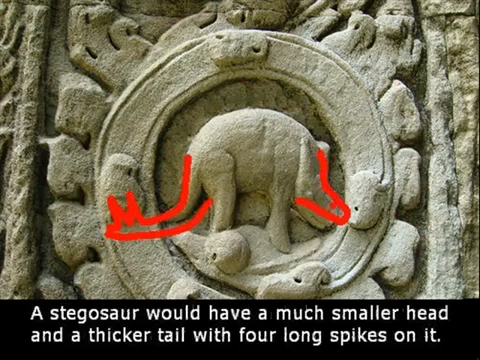 A stegosaur would have a much smaller head
and a thicker tail with four long spikes on it.